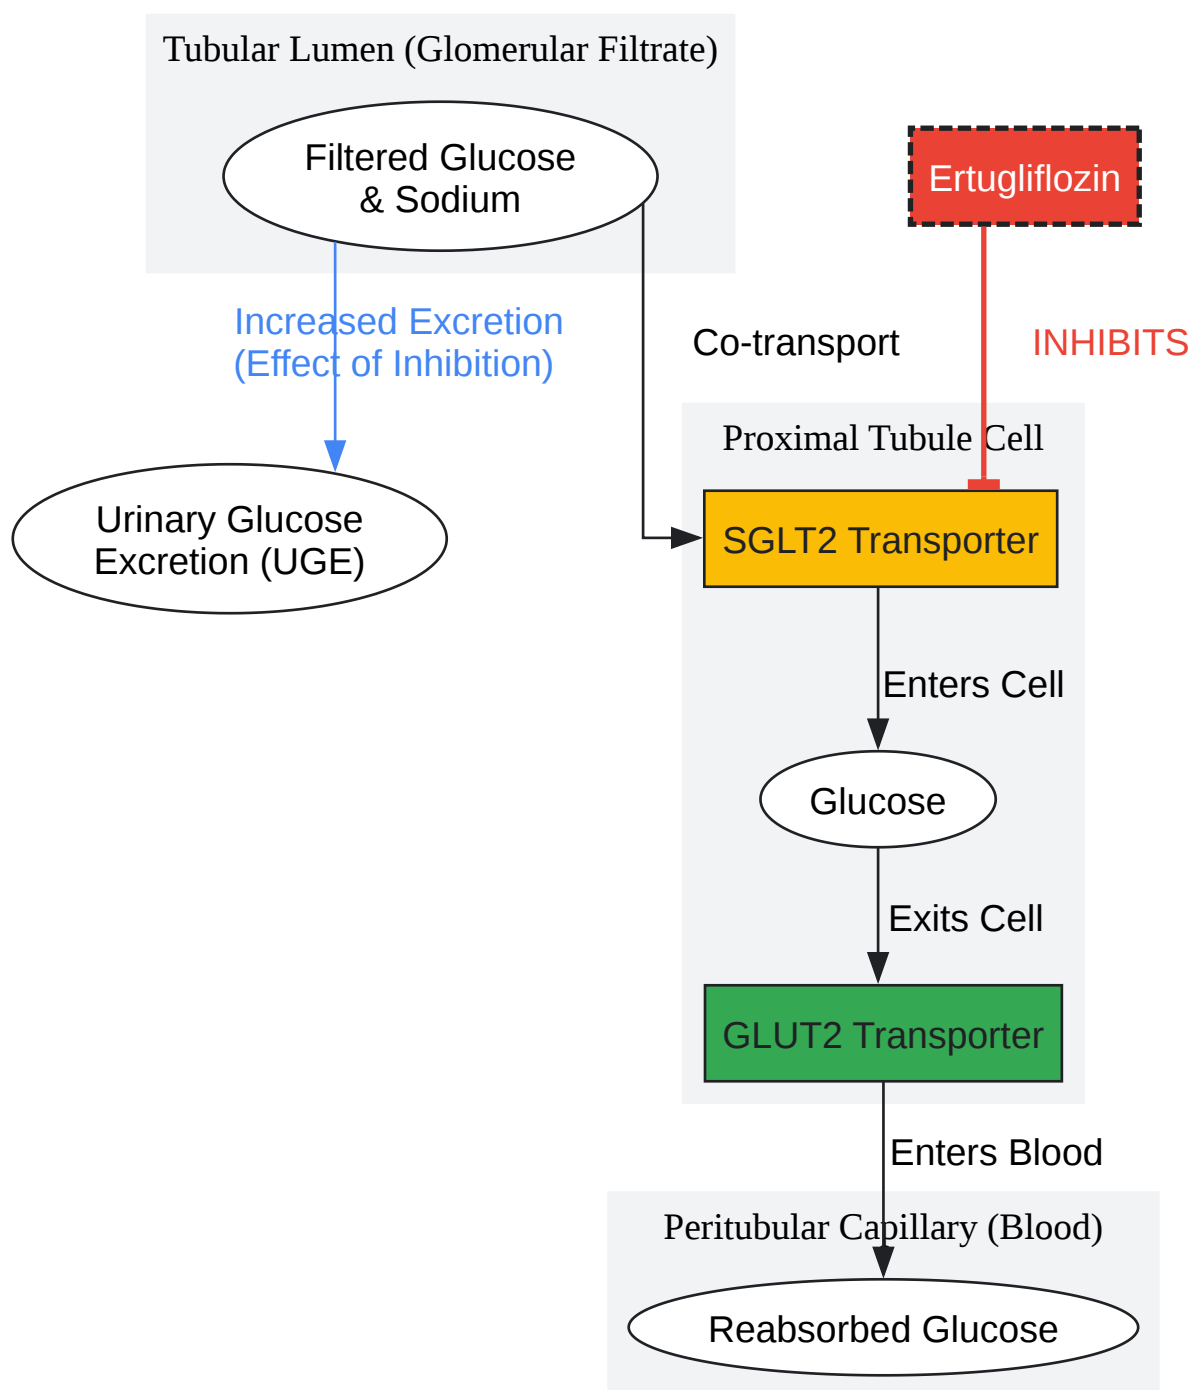 Tubular Lumen (Glomerular Filtrate)
Filtered Glucose
& Sodium
Ertugliflozin
Increased Excretion
(Effect of Inhibition)
Co-transport
INHIBITS
Proximal Tubule Cell
Urinary Glucose
Excretion (UGE)
SGLT2 Transporter
Enters Cell
Glucose
Exits Cell
GLUT2 Transporter
Enters Blood
Peritubular Capillary (Blood)
Reabsorbed Glucose